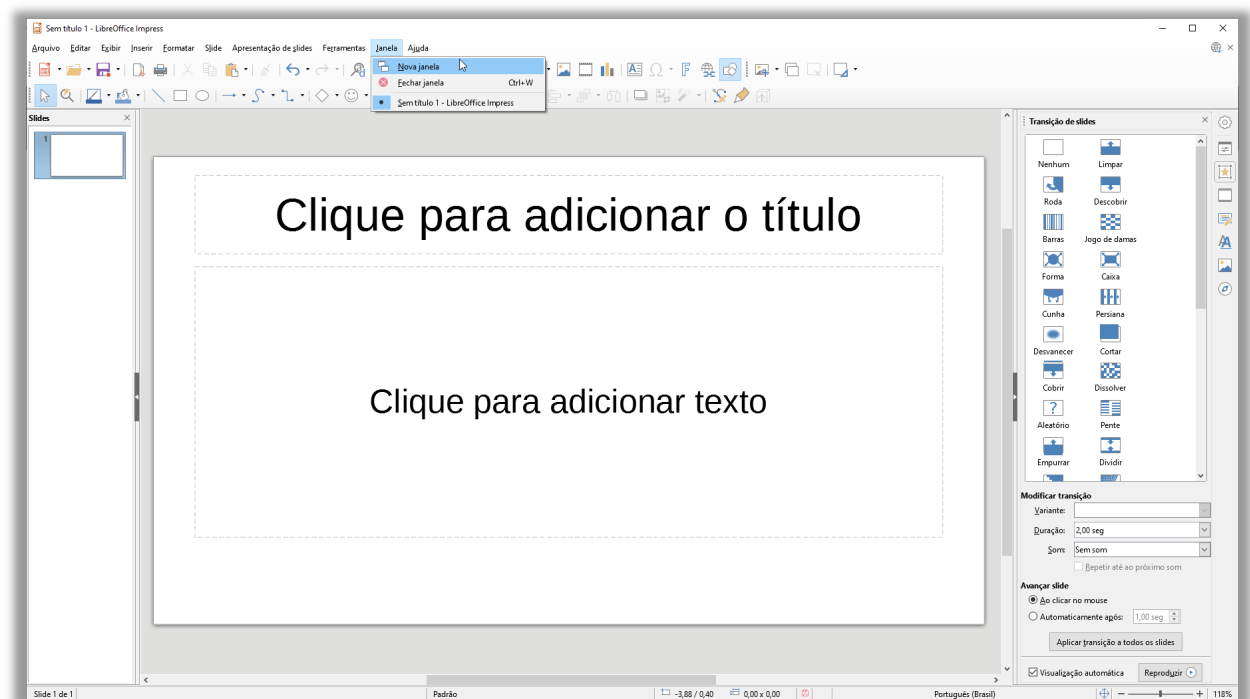 Sem título 1 - LibreOffice Impress
Arquivo Editar Exibir Inserir Formatar Slide Apresentação de slides Ferramentas Janela Ajuda
Nova janela
Fechar janela Ctrl+W
Sem título 1 - LibreOffice Impress
Slides
1
Clique para adicionar o título
Clique para adicionar texto
Transição de slides
Nenhum Limpar
Roda Descobrir
Barras Jogo de damas
Forma Caixa
Cunha Persiana
Desvanecer Cortar
Cobrir Dissolver
Aleatório Pente
Empurrar Dividir
Modificar transição
Variante:
Duração: 2,00 seg
Som: Sem som
Repetir até ao próximo som
Avançar slide
Ao clicar no mouse
Automaticamente após: 1,00 seg
Aplicar transição a todos os slides
Visualização automática Reproduzir
Slide 1 de 1 Padrão -3,88 / 0,40 0,00 x 0,00 Português (Brasil) 118%